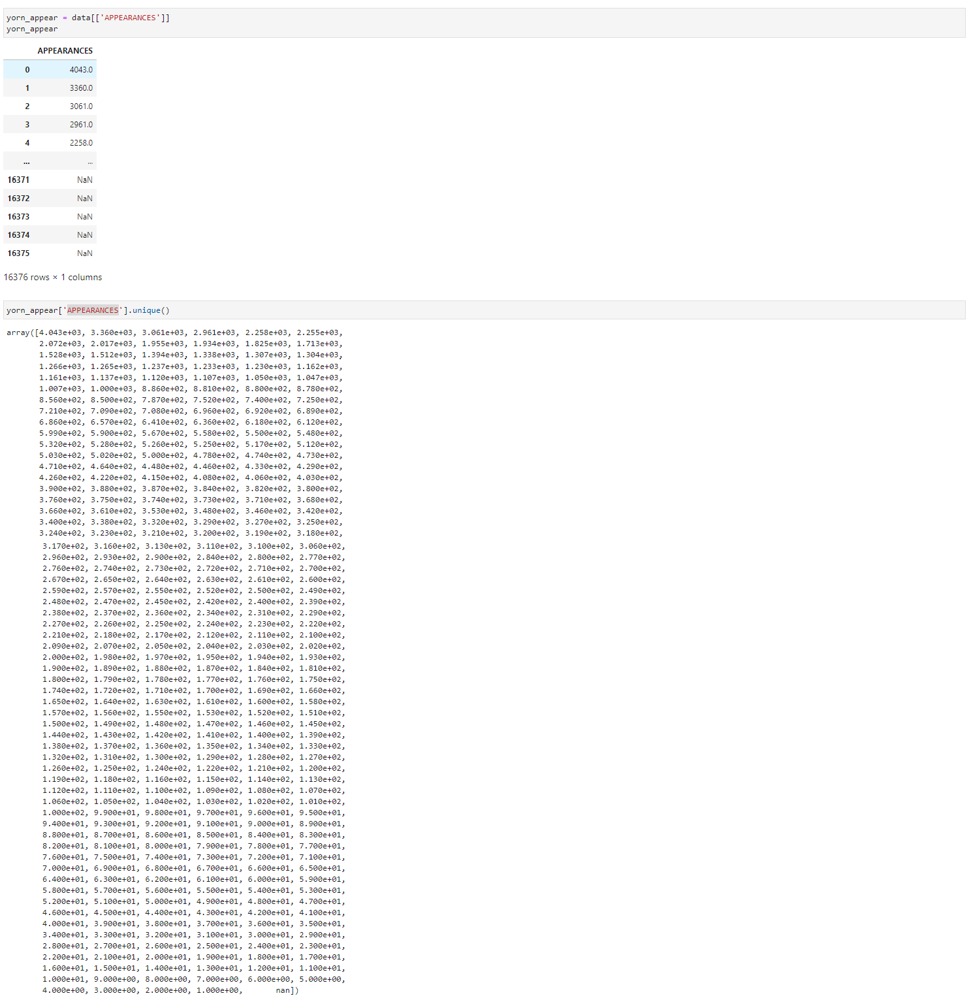 yorn_appear = data[['APPEARANCES']]
yorn_appear
APPEARANCES
0 4043.0
1 3360.0
2 3061.0
3 2961.0
4 2258.0
... ...
16371 NaN
16372 NaN
16373 NaN
16374 NaN
16375 NaN
16376 rows × 1 columns
yorn_appear['APPEARANCES'].unique()
array([4.043e+03, 3.360e+03, 3.061e+03, 2.961e+03, 2.258e+03, 2.255e+03,
2.072e+03, 2.017e+03, 1.955e+03, 1.934e+03, 1.825e+03, 1.713e+03,
1.528e+03, 1.512e+03, 1.394e+03, 1.338e+03, 1.307e+03, 1.304e+03,
1.266e+03, 1.265e+03, 1.237e+03, 1.233e+03, 1.230e+03, 1.162e+03,
1.161e+03, 1.137e+03, 1.120e+03, 1.107e+03, 1.050e+03, 1.047e+03,
1.007e+03, 1.000e+03, 8.860e+02, 8.810e+02, 8.800e+02, 8.780e+02,
8.560e+02, 8.500e+02, 7.870e+02, 7.520e+02, 7.400e+02, 7.250e+02,
7.210e+02, 7.090e+02, 7.080e+02, 6.960e+02, 6.920e+02, 6.890e+02,
6.860e+02, 6.570e+02, 6.410e+02, 6.360e+02, 6.180e+02, 6.120e+02,
5.990e+02, 5.900e+02, 5.670e+02, 5.580e+02, 5.500e+02, 5.480e+02,
5.320e+02, 5.280e+02, 5.260e+02, 5.250e+02, 5.170e+02, 5.120e+02,
5.030e+02, 5.020e+02, 5.000e+02, 4.780e+02, 4.740e+02, 4.730e+02,
4.710e+02, 4.640e+02, 4.480e+02, 4.460e+02, 4.330e+02, 4.290e+02,
4.260e+02, 4.220e+02, 4.150e+02, 4.080e+02, 4.060e+02, 4.030e+02,
3.900e+02, 3.880e+02, 3.870e+02, 3.840e+02, 3.820e+02, 3.800e+02,
3.760e+02, 3.750e+02, 3.740e+02, 3.730e+02, 3.710e+02, 3.680e+02,
3.660e+02, 3.610e+02, 3.530e+02, 3.480e+02, 3.460e+02, 3.420e+02,
3.400e+02, 3.380e+02, 3.320e+02, 3.290e+02, 3.270e+02, 3.250e+02,
3.240e+02, 3.230e+02, 3.210e+02, 3.200e+02, 3.190e+02, 3.180e+02,
3.170e+02, 3.160e+02, 3.130e+02, 3.110e+02, 3.100e+02, 3.060e+02,
2.960e+02, 2.930e+02, 2.900e+02, 2.840e+02, 2.800e+02, 2.770e+02,
2.760e+02, 2.740e+02, 2.730e+02, 2.720e+02, 2.710e+02, 2.700e+02,
2.670e+02, 2.650e+02, 2.640e+02, 2.630e+02, 2.610e+02, 2.600e+02,
2.590e+02, 2.570e+02, 2.550e+02, 2.520e+02, 2.500e+02, 2.490e+02,
2.480e+02, 2.470e+02, 2.450e+02, 2.420e+02, 2.400e+02, 2.390e+02,
2.380e+02, 2.370e+02, 2.360e+02, 2.340e+02, 2.310e+02, 2.290e+02,
2.270e+02, 2.260e+02, 2.250e+02, 2.240e+02, 2.230e+02, 2.220e+02,
2.210e+02, 2.180e+02, 2.170e+02, 2.120e+02, 2.110e+02, 2.100e+02,
2.090e+02, 2.070e+02, 2.050e+02, 2.040e+02, 2.030e+02, 2.020e+02,
2.000e+02, 1.980e+02, 1.970e+02, 1.950e+02, 1.940e+02, 1.930e+02,
1.900e+02, 1.890e+02, 1.880e+02, 1.870e+02, 1.840e+02, 1.810e+02,
1.800e+02, 1.790e+02, 1.780e+02, 1.770e+02, 1.760e+02, 1.750e+02,
1.740e+02, 1.720e+02, 1.710e+02, 1.700e+02, 1.690e+02, 1.660e+02,
1.650e+02, 1.640e+02, 1.630e+02, 1.610e+02, 1.600e+02, 1.580e+02,
1.570e+02, 1.560e+02, 1.550e+02, 1.530e+02, 1.520e+02, 1.510e+02,
1.500e+02, 1.490e+02, 1.480e+02, 1.470e+02, 1.460e+02, 1.450e+02,
1.440e+02, 1.430e+02, 1.420e+02, 1.410e+02, 1.400e+02, 1.390e+02,
1.380e+02, 1.370e+02, 1.360e+02, 1.350e+02, 1.340e+02, 1.330e+02,
1.320e+02, 1.310e+02, 1.300e+02, 1.290e+02, 1.280e+02, 1.270e+02,
1.260e+02, 1.250e+02, 1.240e+02, 1.220e+02, 1.210e+02, 1.200e+02,
1.190e+02, 1.180e+02, 1.160e+02, 1.150e+02, 1.140e+02, 1.130e+02,
1.120e+02, 1.110e+02, 1.100e+02, 1.090e+02, 1.080e+02, 1.070e+02,
1.060e+02, 1.050e+02, 1.040e+02, 1.030e+02, 1.020e+02, 1.010e+02,
1.000e+02, 9.900e+01, 9.800e+01, 9.700e+01, 9.600e+01, 9.500e+01,
9.400e+01, 9.300e+01, 9.200e+01, 9.100e+01, 9.000e+01, 8.900e+01,
8.800e+01, 8.700e+01, 8.600e+01, 8.500e+01, 8.400e+01, 8.300e+01,
8.200e+01, 8.100e+01, 8.000e+01, 7.900e+01, 7.800e+01, 7.700e+01,
7.600e+01, 7.500e+01, 7.400e+01, 7.300e+01, 7.200e+01, 7.100e+01,
7.000e+01, 6.900e+01, 6.800e+01, 6.700e+01, 6.600e+01, 6.500e+01,
6.400e+01, 6.300e+01, 6.200e+01, 6.100e+01, 6.000e+01, 5.900e+01,
5.800e+01, 5.700e+01, 5.600e+01, 5.500e+01, 5.400e+01, 5.300e+01,
5.200e+01, 5.100e+01, 5.000e+01, 4.900e+01, 4.800e+01, 4.700e+01,
4.600e+01, 4.500e+01, 4.400e+01, 4.300e+01, 4.200e+01, 4.100e+01,
4.000e+01, 3.900e+01, 3.800e+01, 3.700e+01, 3.600e+01, 3.500e+01,
3.400e+01, 3.300e+01, 3.200e+01, 3.100e+01, 3.000e+01, 2.900e+01,
2.800e+01, 2.700e+01, 2.600e+01, 2.500e+01, 2.400e+01, 2.300e+01,
2.200e+01, 2.100e+01, 2.000e+01, 1.900e+01, 1.800e+01, 1.700e+01,
1.600e+01, 1.500e+01, 1.400e+01, 1.300e+01, 1.200e+01, 1.100e+01,
1.000e+01, 9.000e+00, 8.000e+00, 7.000e+00, 6.000e+00, 5.000e+00,
4.000e+00, 3.000e+00, 2.000e+00, 1.000e+00, nan])